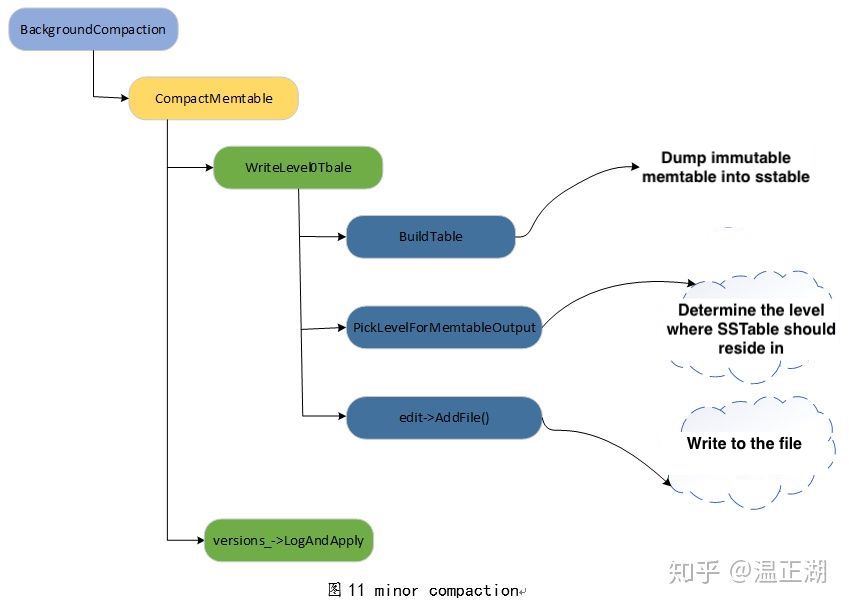 BackgroundCompaction
CompactMemtable
WriteLevel0Tbale
Dump immutable
memtable into sstable
BuildTable
PickLevelForMemtableOutput
Determine the level
where SSTable should
reside in
edit->AddFile()
Write to the file
versions_->LogAndApply
知乎 @温正湖
图 11 minor compaction